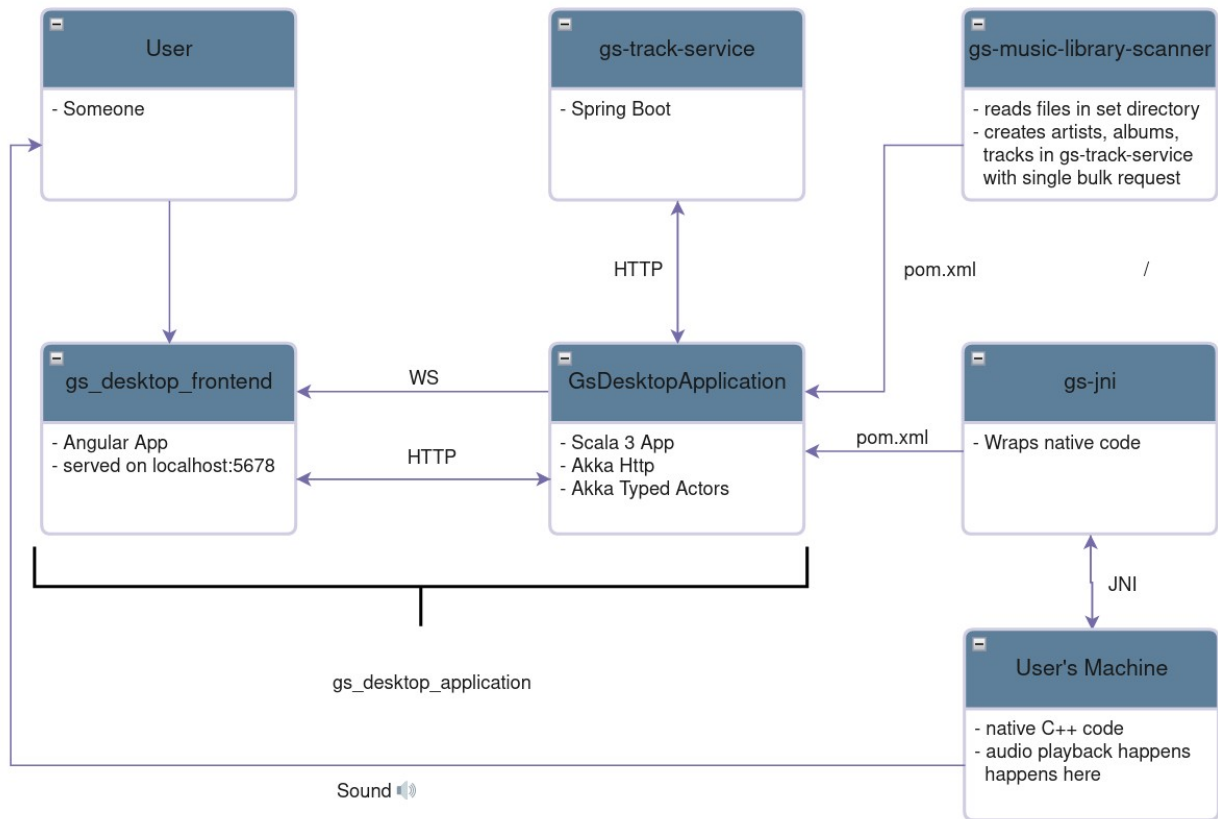 User
- Someone
gs-track-service
- Spring Boot
gs-music-library-scanner
- reads files in set directory
- creates artists, albums,
tracks in gs-track-service
with single bulk request
HTTP
pom.xml
/
gs_desktop_frontend
- Angular App
- served on localhost:5678
WS
HTTP
GsDesktopApplication
- Scala 3 App
- Akka Http
- Akka Typed Actors
pom.xml
gs-jni
- Wraps native code
JNI
gs_desktop_application
User's Machine
- native C++ code
- audio playback happens
happens here
Sound 🔊